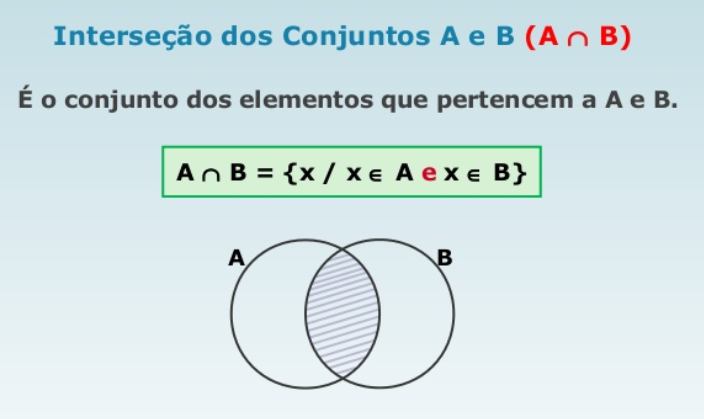 Interseção dos Conjuntos A e B (A ∩ B)
É o conjunto dos elementos que pertencem a A e B.
A ∩ B = {x / x ∈ A e x ∈ B}
A
B